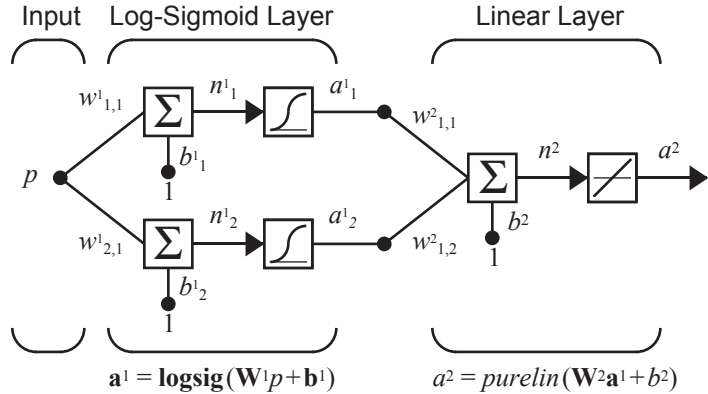 Input Log-Sigmoid Layer Linear Layer
w¹₁,₁ n¹₁ a¹₁ w²₁,₁
Σ
b¹₁
1
p Σ n² a²
b²
1
w¹₂,₁ n¹₂ a¹₂ w²₁,₂
Σ
b¹₂
1
a¹ = logsig(W¹p+b¹) a² = purelin(W²a¹+b²)